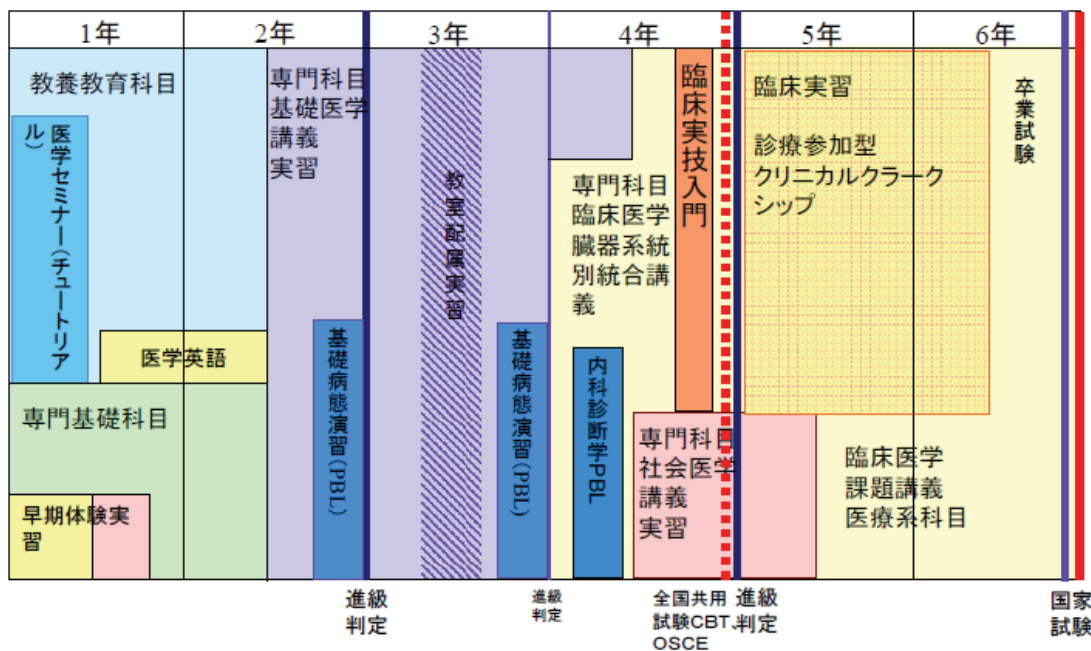 1年
2年
3年
4年
5年
6年
教養教育科目
医学セミナー(チュートリア
ル)
医学英語
専門基礎科目
早期体験実
習
専門科目
基礎医学
講義
実習
基礎病態演習(PBL)
教室配属実習
基礎病態演習(PBL)
専門科目
臨床医学
臓器系統
別統合講
義
内科診断学PBL
臨床実技入門
専門科目
社会医学
講義
実習
臨床実習
診療参加型
クリニカルクラーク
シップ
臨床医学
課題講義
医療系科目
卒業試験
進級
判定
進級
判定
全国共用
試験CBT、
OSCE
進級
判定
国家
試験